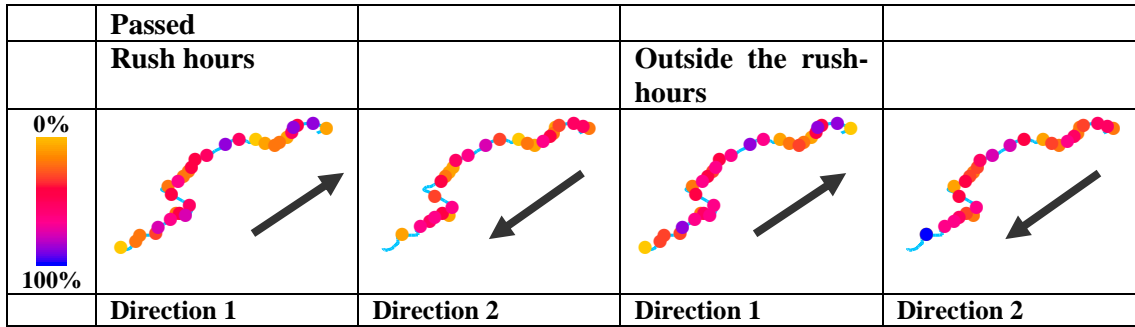 Passed
Rush hours
Outside the rush-
hours
0%
100%
Direction 1
Direction 2
Direction 1
Direction 2